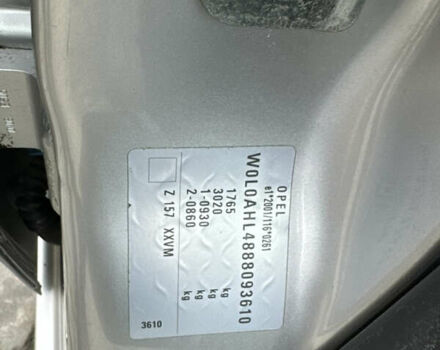 OPEL
e1*2001/116*0261
W0L0AHL4888093610
1765 kg
3020 kg
1-0930 kg
2-0860 kg
Z 157 XXVM
3610